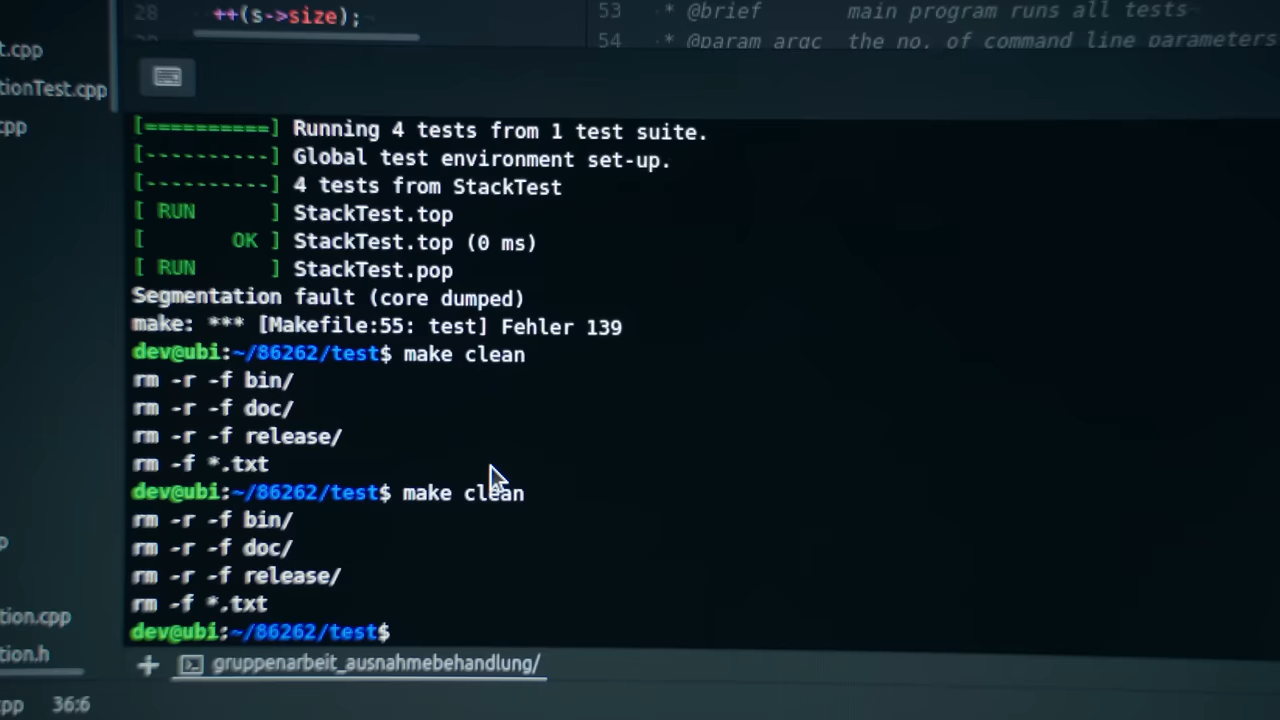 28 ++(s->size);
53 * @brief main program runs all tests
54 * @param argc the no. of command line parameters
t.cpp
tionTest.cpp
cpp
[==========] Running 4 tests from 1 test suite.
[----------] Global test environment set-up.
[----------] 4 tests from StackTest
[ RUN      ] StackTest.top
[       OK ] StackTest.top (0 ms)
[ RUN      ] StackTest.pop
Segmentation fault (core dumped)
make: *** [Makefile:55: test] Fehler 139
dev@ubi:~/86262/test$ make clean
rm -r -f bin/
rm -r -f doc/
rm -r -f release/
rm -f *.txt
dev@ubi:~/86262/test$ make clean
rm -r -f bin/
rm -r -f doc/
rm -r -f release/
rm -f *.txt
dev@ubi:~/86262/test$
tion.cpp
tion.h
+ gruppenarbeit_ausnahmebehandlung/
cpp 36:6